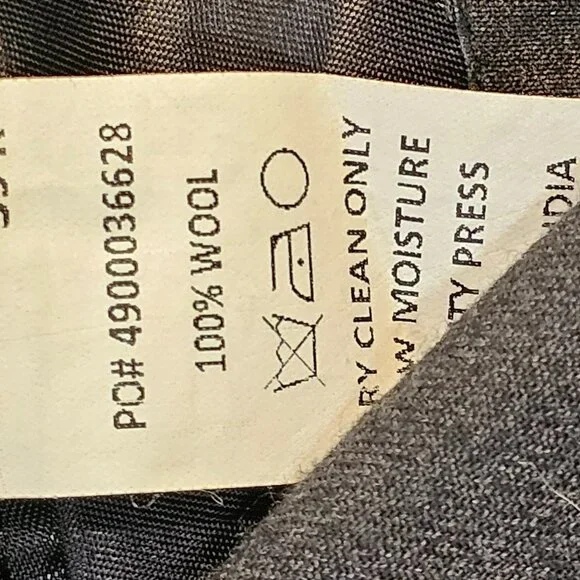 PO# 4900036628
100% WOOL
RY CLEAN ONLY
W MOISTURE
TY PRESS
DIA